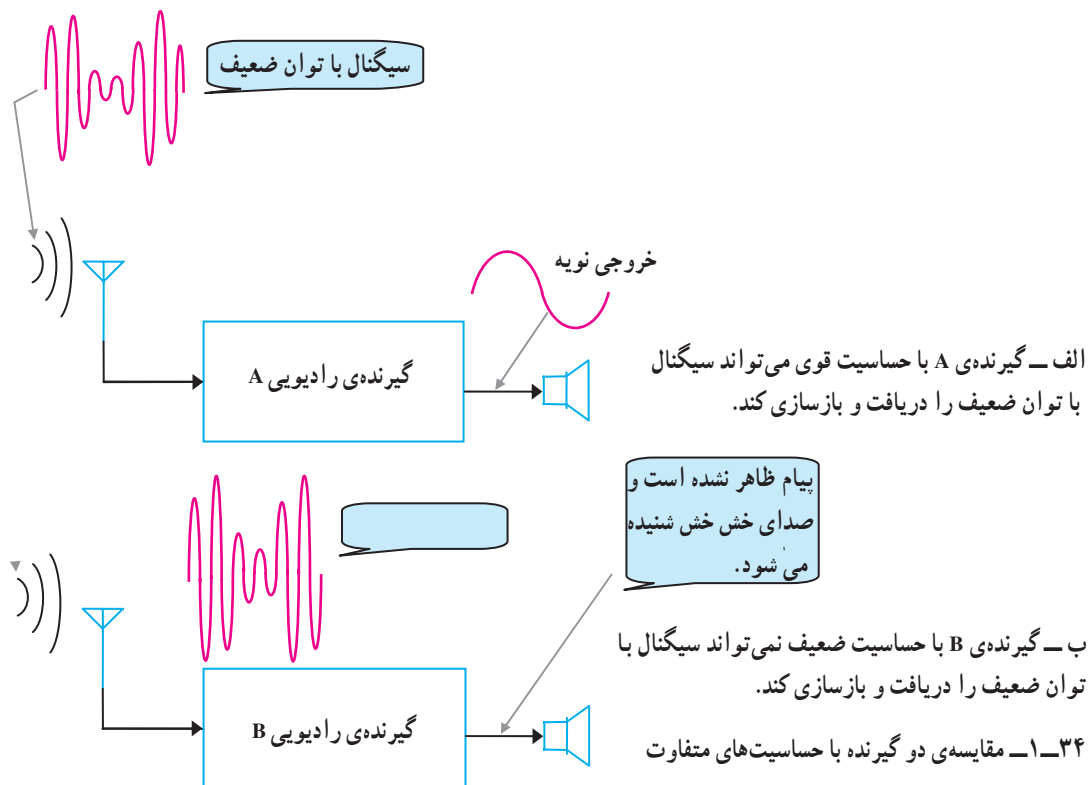 سیگنال با توان ضعیف
خروجی نویه
گیرنده‌ی رادیویی A
الف ــ گیرنده‌ی A با حساسیت قوی می‌تواند سیگنال
با توان ضعیف را دریافت و بازسازی کند.
پیام ظاهر نشده است و
صدای خش خش شنیده
می شود.
گیرنده‌ی رادیویی B
ب ــ گیرنده‌ی B با حساسیت ضعیف نمی‌تواند سیگنال با
توان ضعیف را دریافت و بازسازی کند.
۳۴ــ۱ــ مقایسه‌ی دو گیرنده با حساسیت‌های متفاوت